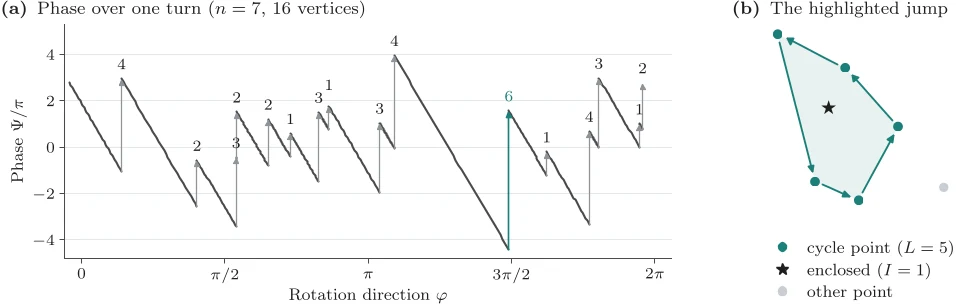 (a) Phase over one turn (n = 7, 16 vertices)
Phase Ψ/π
4
2
0
−2
−4
4
2
2
3
2
1
3
1
3
4
6
1
4
3
1
2
0
π/2
π
3π/2
2π
Rotation direction φ
(b) The highlighted jump
cycle point (L = 5)
enclosed (I = 1)
other point